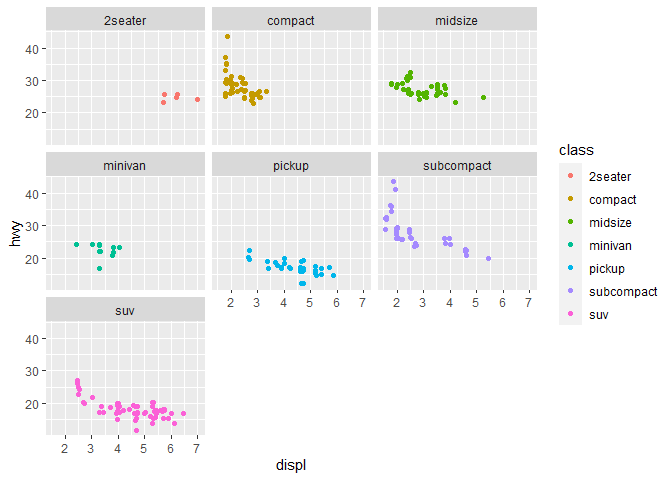 2seater compact midsize
40
30
20
minivan pickup subcompact
40
30
20
2 3 4 5 6 7 2 3 4 5 6 7
suv
40
30
20
2 3 4 5 6 7
displ
hwy
class
2seater
compact
midsize
minivan
pickup
subcompact
suv